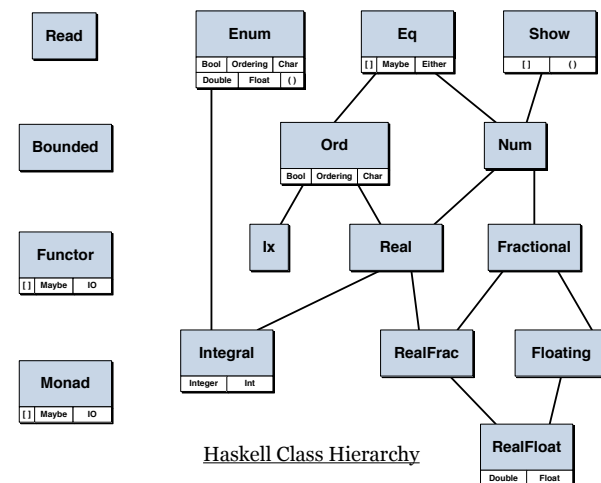 Read
Enum
Bool Ordering Char
Double Float ()
Eq
[] Maybe Either
Show
[] ()
Bounded
Ord
Bool Ordering Char
Num
Functor
[] Maybe IO
Ix
Real
Fractional
Monad
[] Maybe IO
Integral
Integer Int
RealFrac
Floating
RealFloat
Double Float
Haskell Class Hierarchy